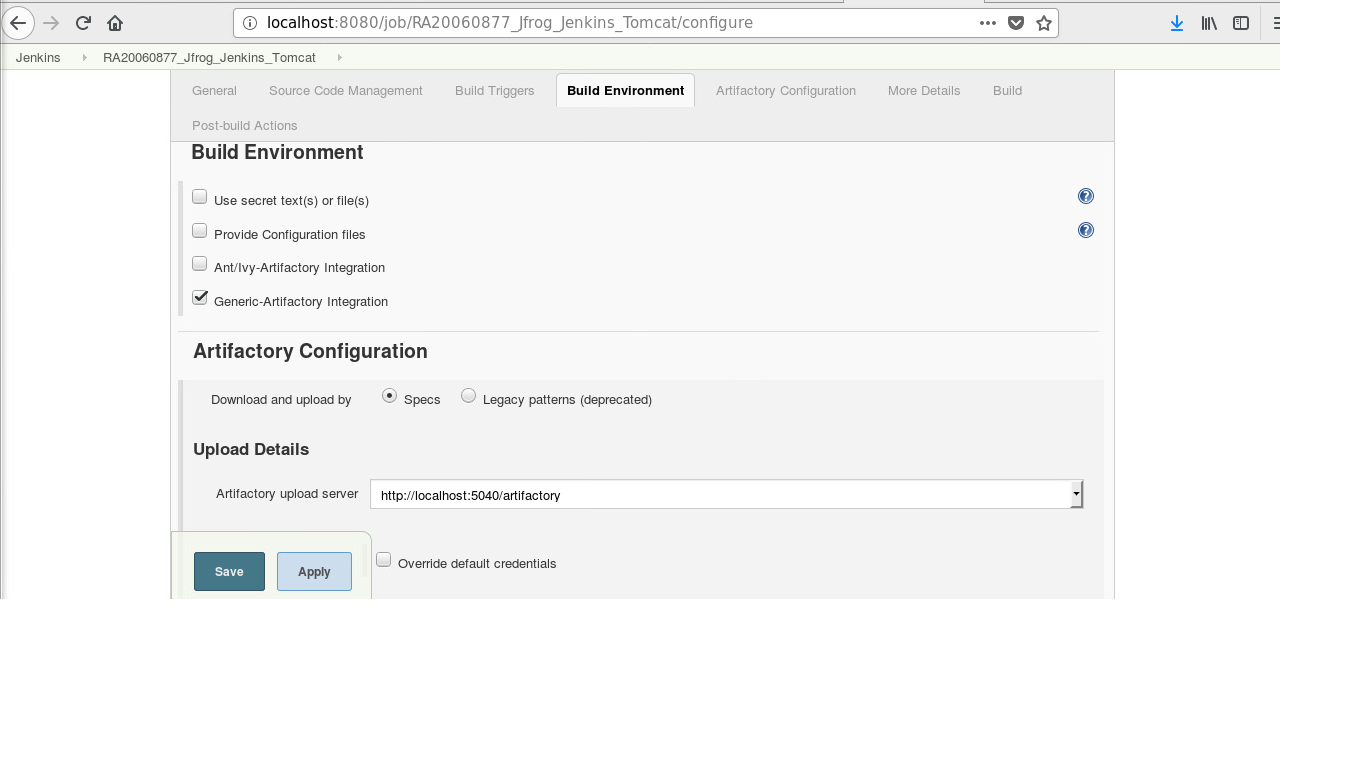 localhost:8080/job/RA20060877_Jfrog_Jenkins_Tomcat/configure
Jenkins RA20060877_Jfrog_Jenkins_Tomcat
General Source Code Management Build Triggers Build Environment Artifactory Configuration More Details Build
Post-build Actions
Build Environment
Use secret text(s) or file(s)
Provide Configuration files
Ant/Ivy-Artifactory Integration
Generic-Artifactory Integration
Artifactory Configuration
Download and upload by Specs Legacy patterns (deprecated)
Upload Details
Artifactory upload server http://localhost:5040/artifactory
Override default credentials
Save Apply